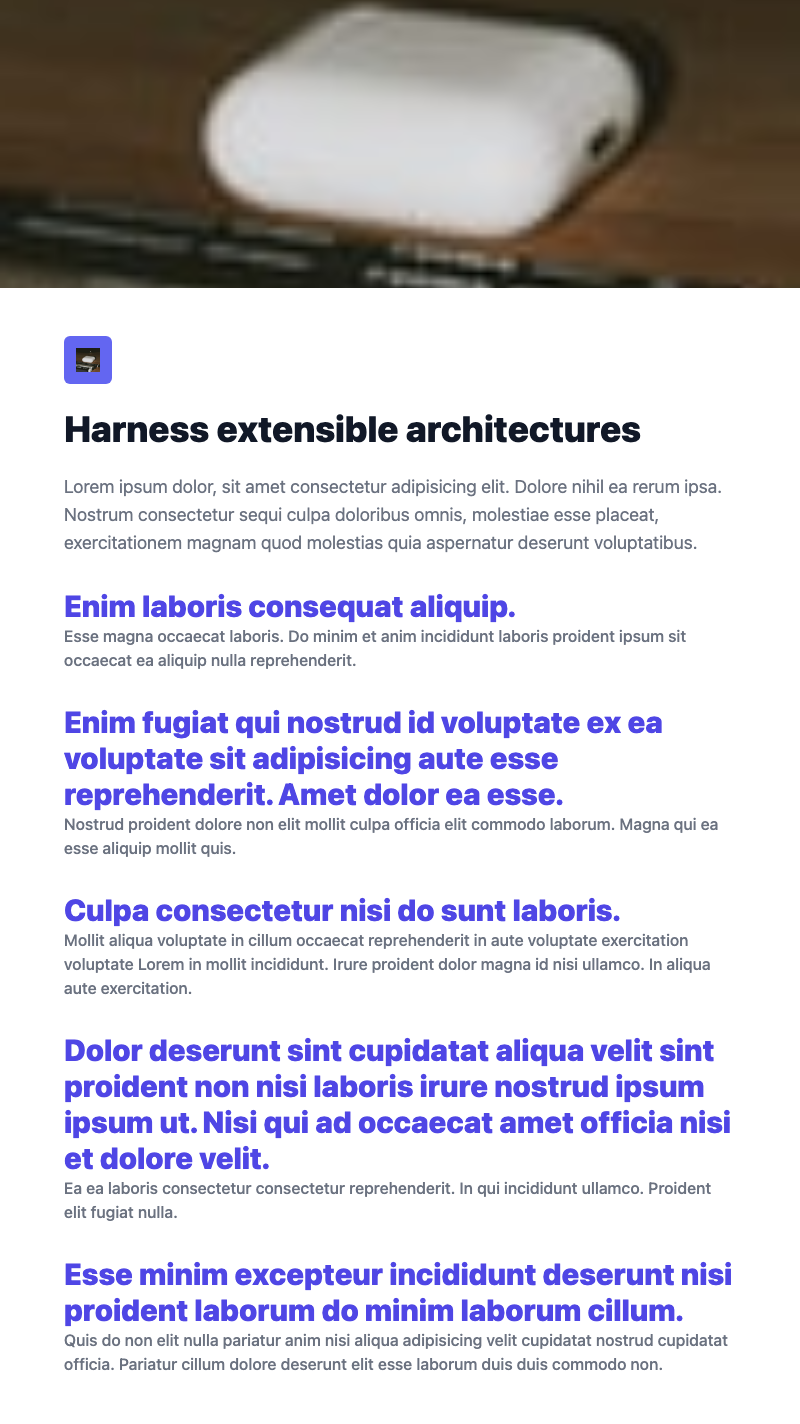 Harness extensible architectures
Lorem ipsum dolor, sit amet consectetur adipisicing elit. Dolore nihil ea rerum ipsa.
Nostrum consectetur sequi culpa doloribus omnis, molestiae esse placeat,
exercitationem magnam quod molestias quia aspernatur deserunt voluptatibus.
Enim laboris consequat aliquip.
Esse magna occaecat laboris. Do minim et anim incididunt laboris proident ipsum sit
occaecat ea aliquip nulla reprehenderit.
Enim fugiat qui nostrud id voluptate ex ea
voluptate sit adipisicing aute esse
reprehenderit. Amet dolor ea esse.
Nostrud proident dolore non elit mollit culpa officia elit commodo laborum. Magna qui ea
esse aliquip mollit quis.
Culpa consectetur nisi do sunt laboris.
Mollit aliqua voluptate in cillum occaecat reprehenderit in aute voluptate exercitation
voluptate Lorem in mollit incididunt. Irure proident dolor magna id nisi ullamco. In aliqua
aute exercitation.
Dolor deserunt sint cupidatat aliqua velit sint
proident non nisi laboris irure nostrud ipsum
ipsum ut. Nisi qui ad occaecat amet officia nisi
et dolore velit.
Ea ea laboris consectetur consectetur reprehenderit. In qui incididunt ullamco. Proident
elit fugiat nulla.
Esse minim excepteur incididunt deserunt nisi
proident laborum do minim laborum cillum.
Quis do non elit nulla pariatur anim nisi aliqua adipisicing velit cupidatat nostrud cupidatat
officia. Pariatur cillum dolore deserunt elit esse laborum duis duis commodo non.